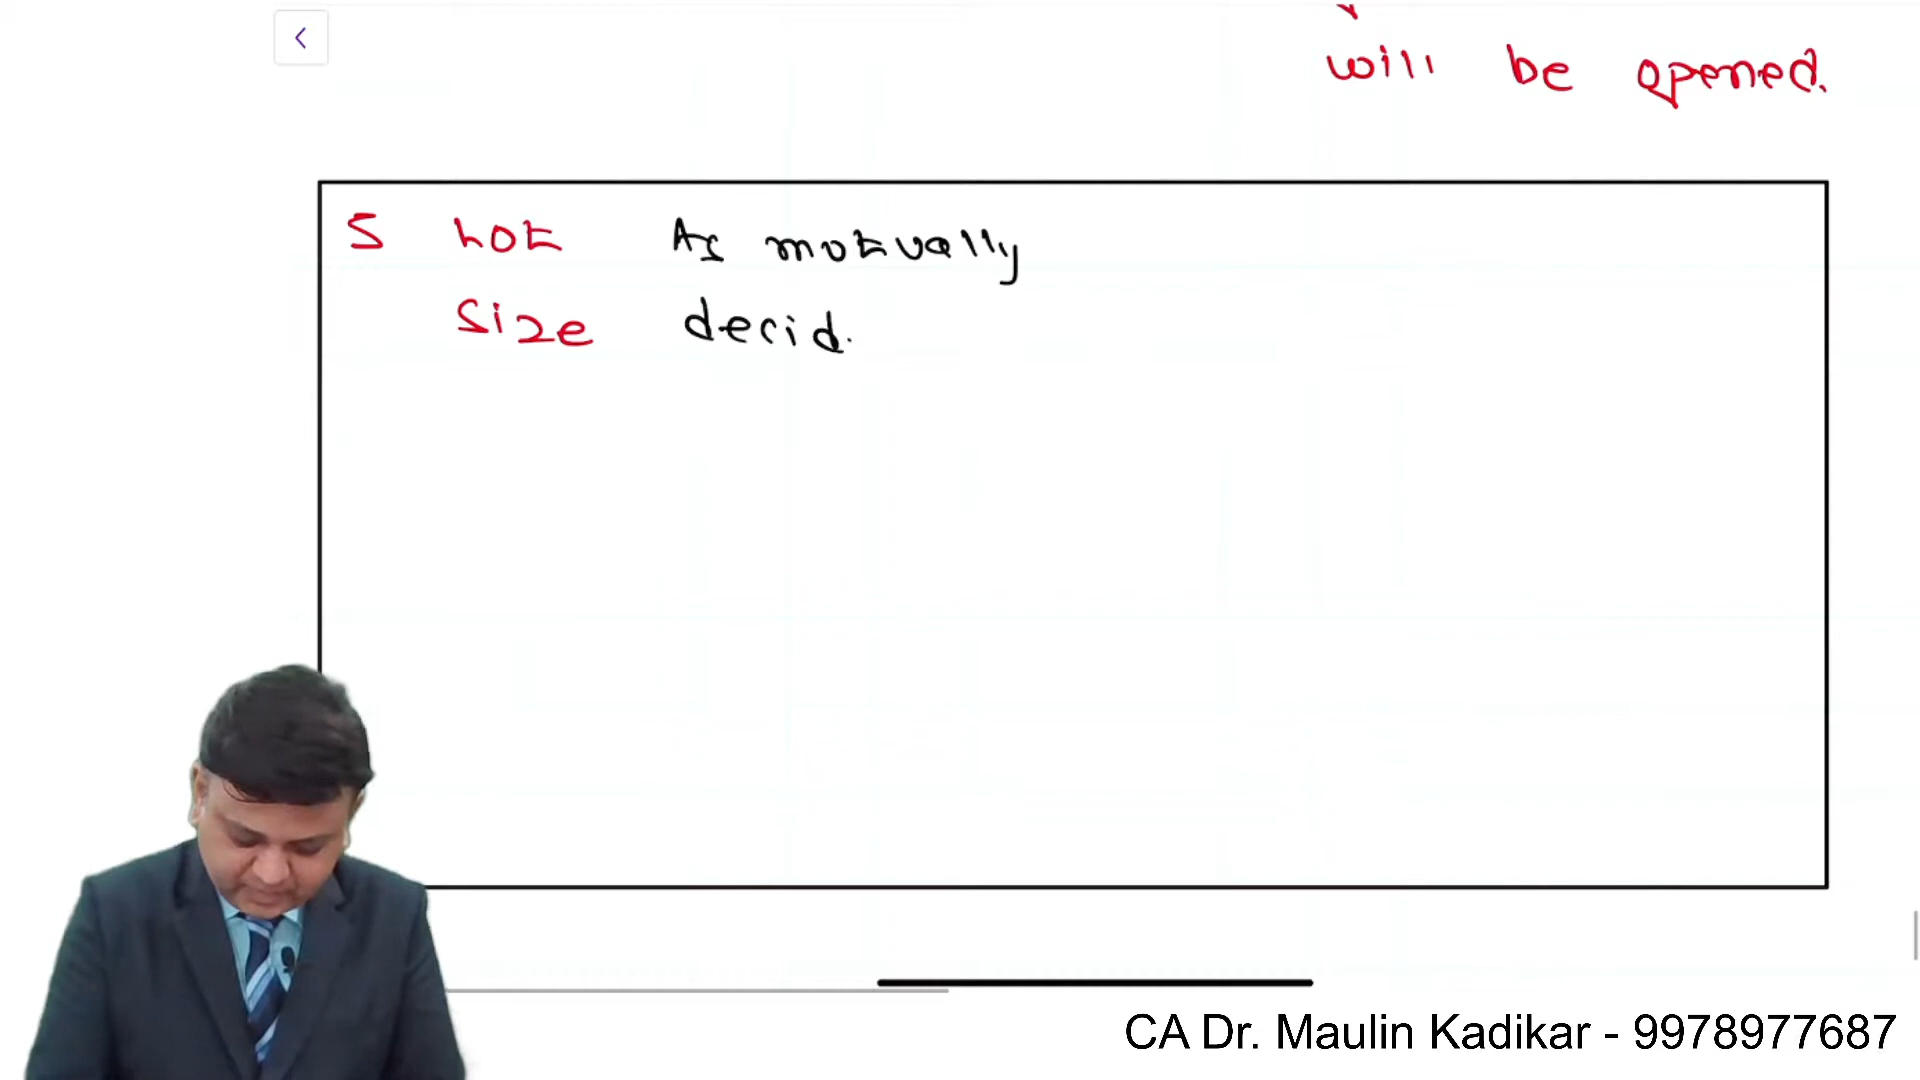 will be opened.
5 Lot As mutually
Size decid.
CA Dr. Maulin Kadikar - 9978977687